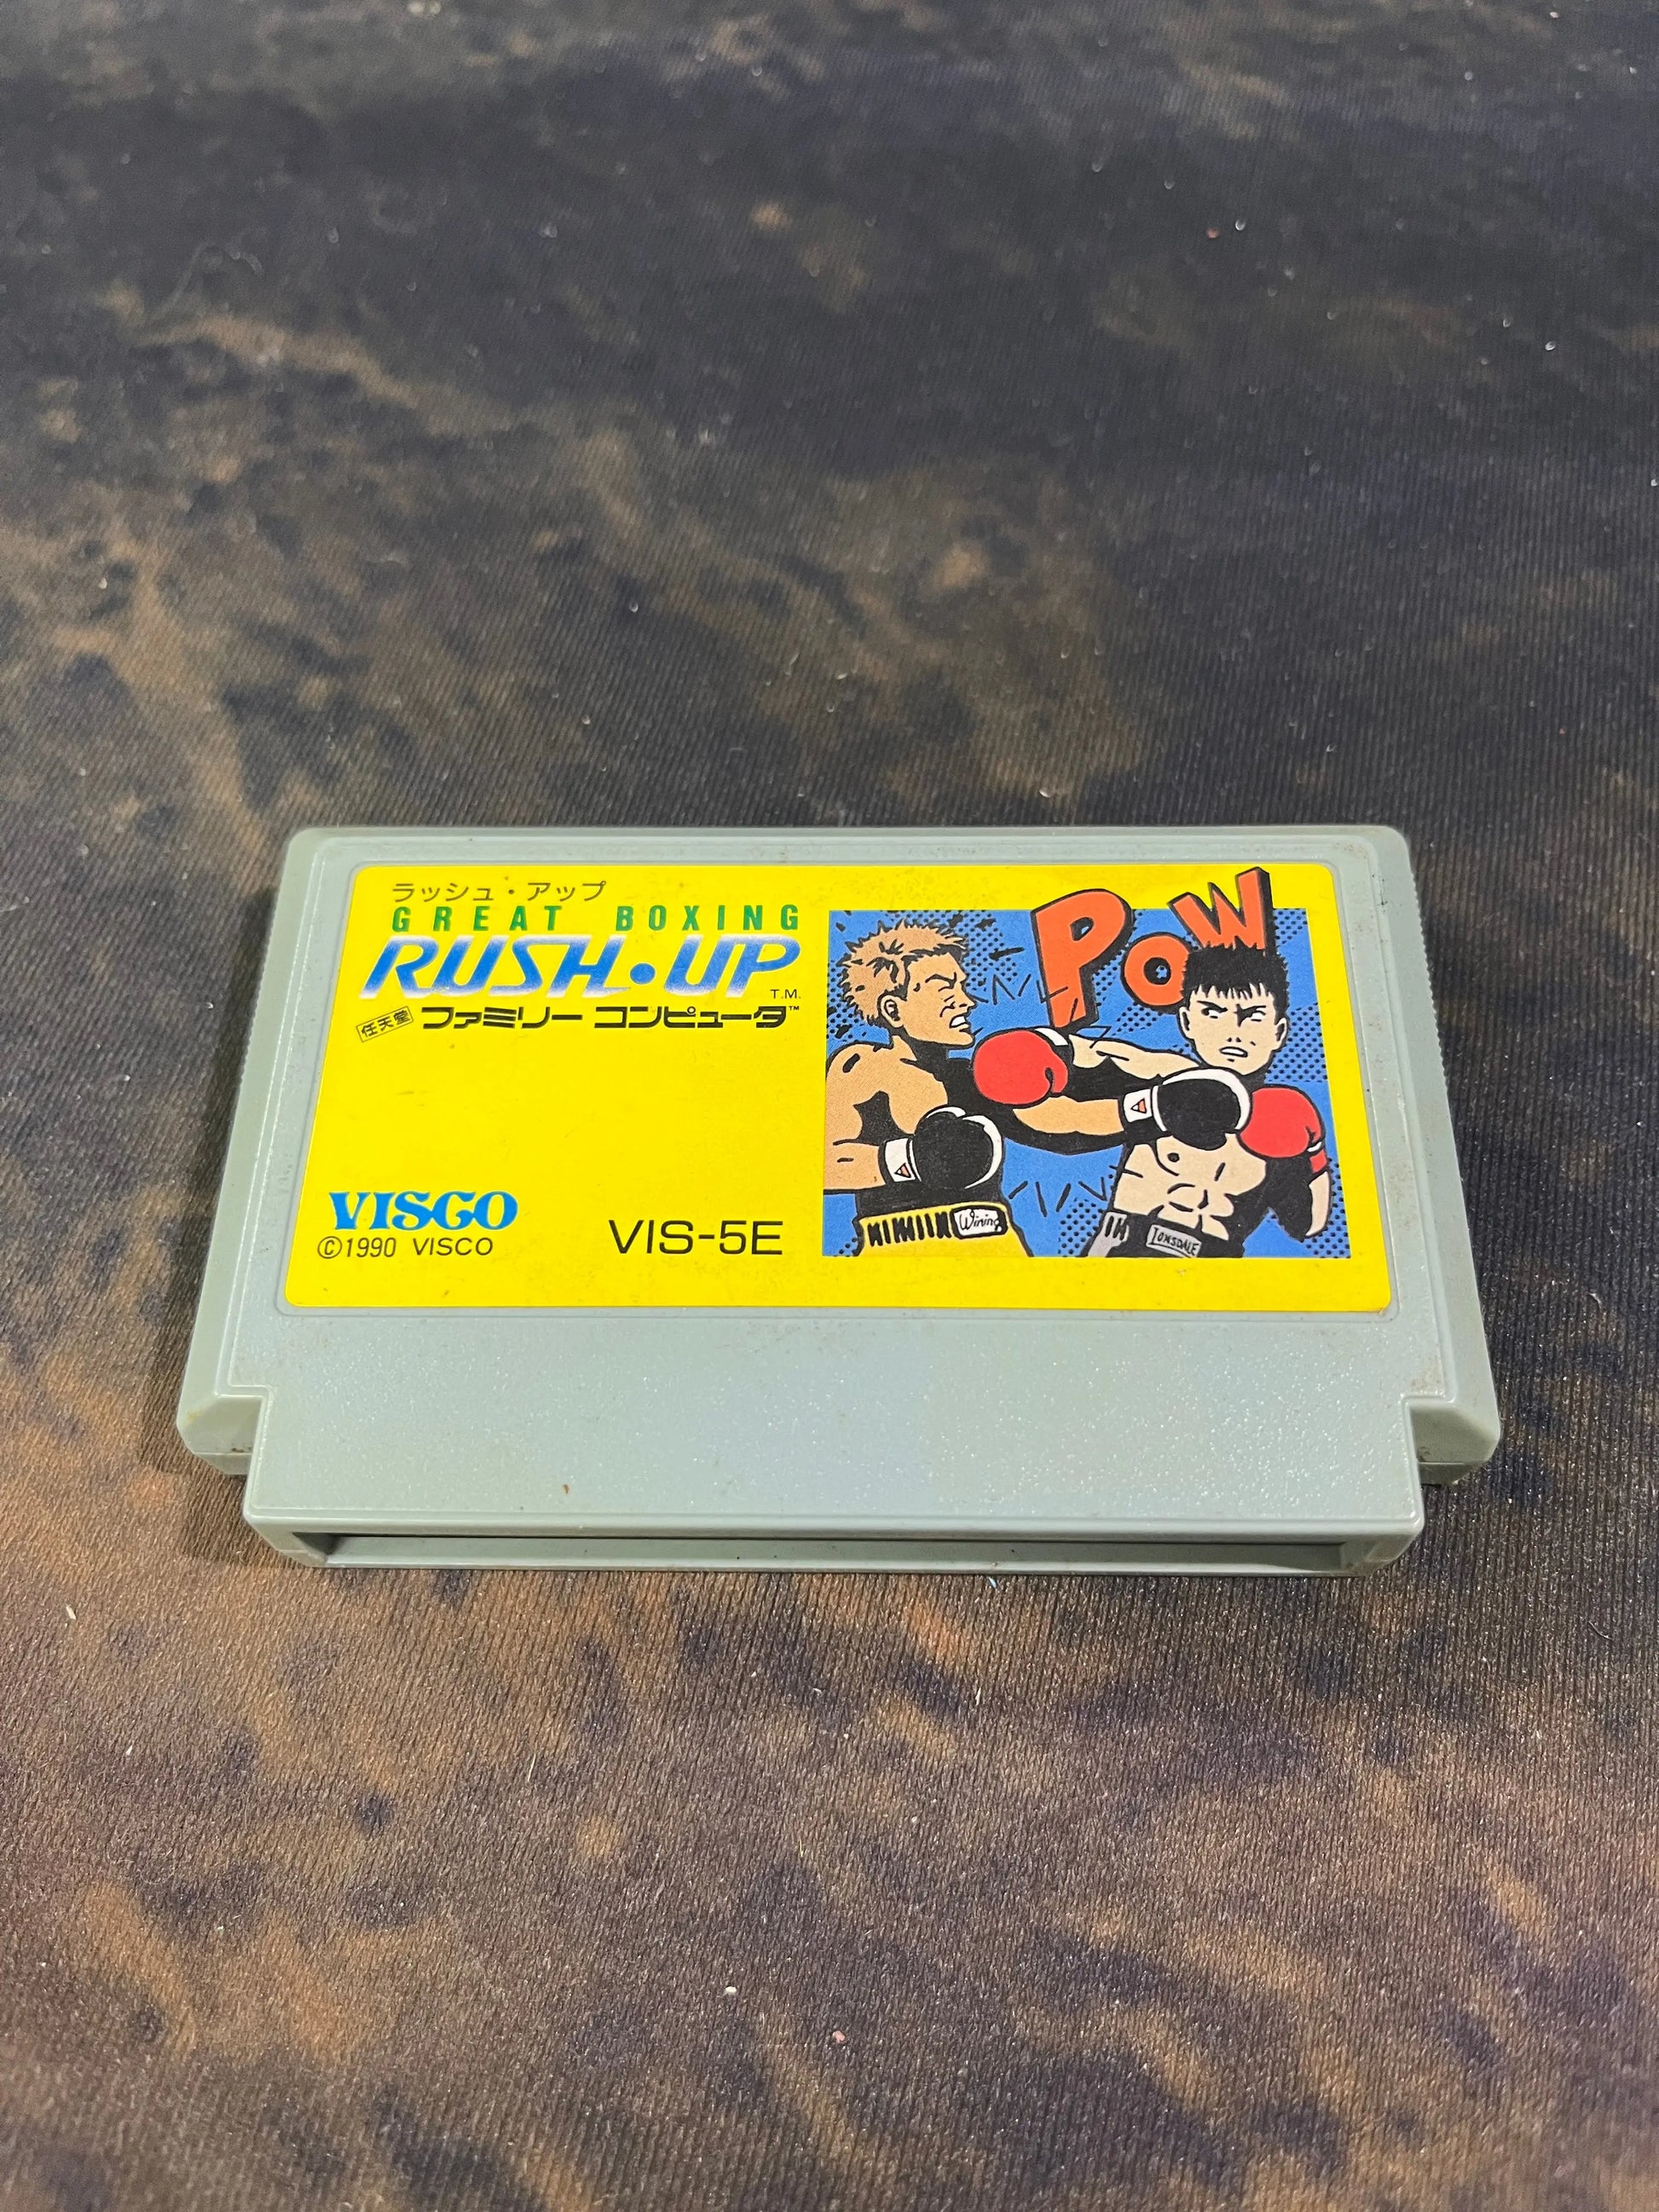 ラッシュ・アップ
GREAT BOXING
RUSH・UP T.M.
任天堂 ファミリー コンピュータ™
POW
Wining
LONSDALE
VISCO
©1990 VISCO
VIS-5E